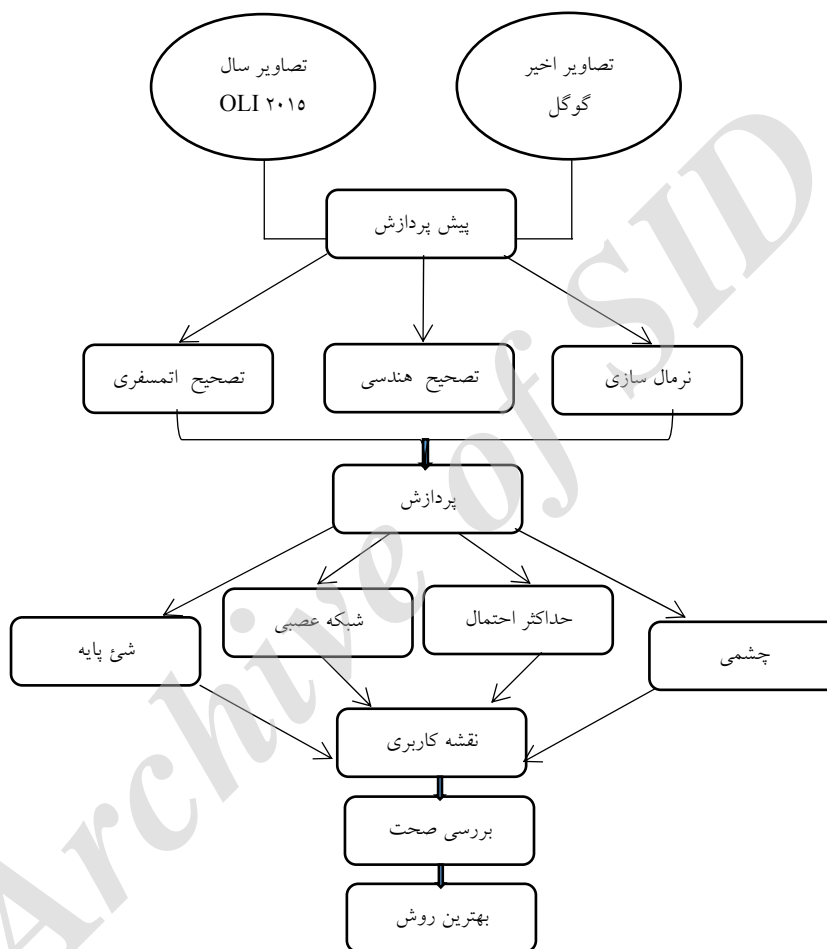 تصاویر اخیر
گوگل
تصاویر سال
OLI ۲۰۱۵
پیش پردازش
نرمال سازی
تصحیح هندسی
تصحیح اتمسفری
پردازش
چشمی
حداکثر احتمال
شبکه عصبی
شئ پایه
نقشه کاربری
بررسی صحت
بهترین روش
Archive of SID